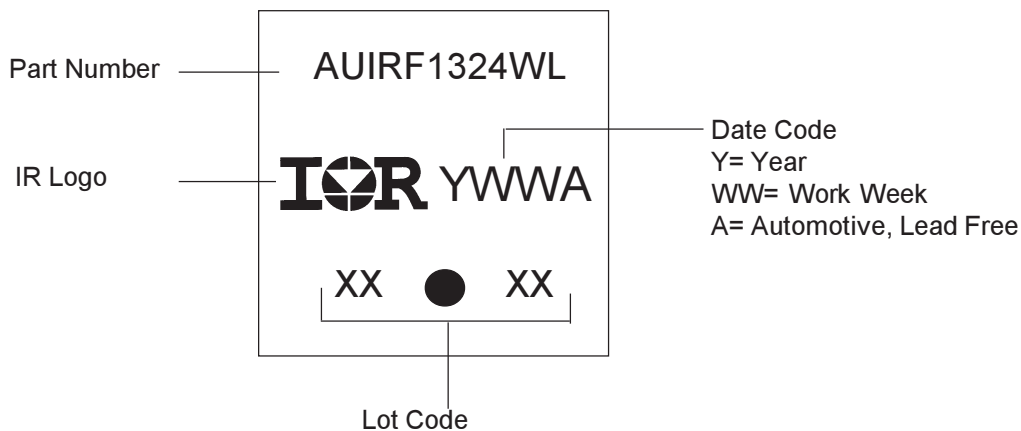 Part Number
AUIRF1324WL
IR Logo
IOR YWWA
Date Code
Y= Year
WW= Work Week
A= Automotive, Lead Free
XX XX
Lot Code